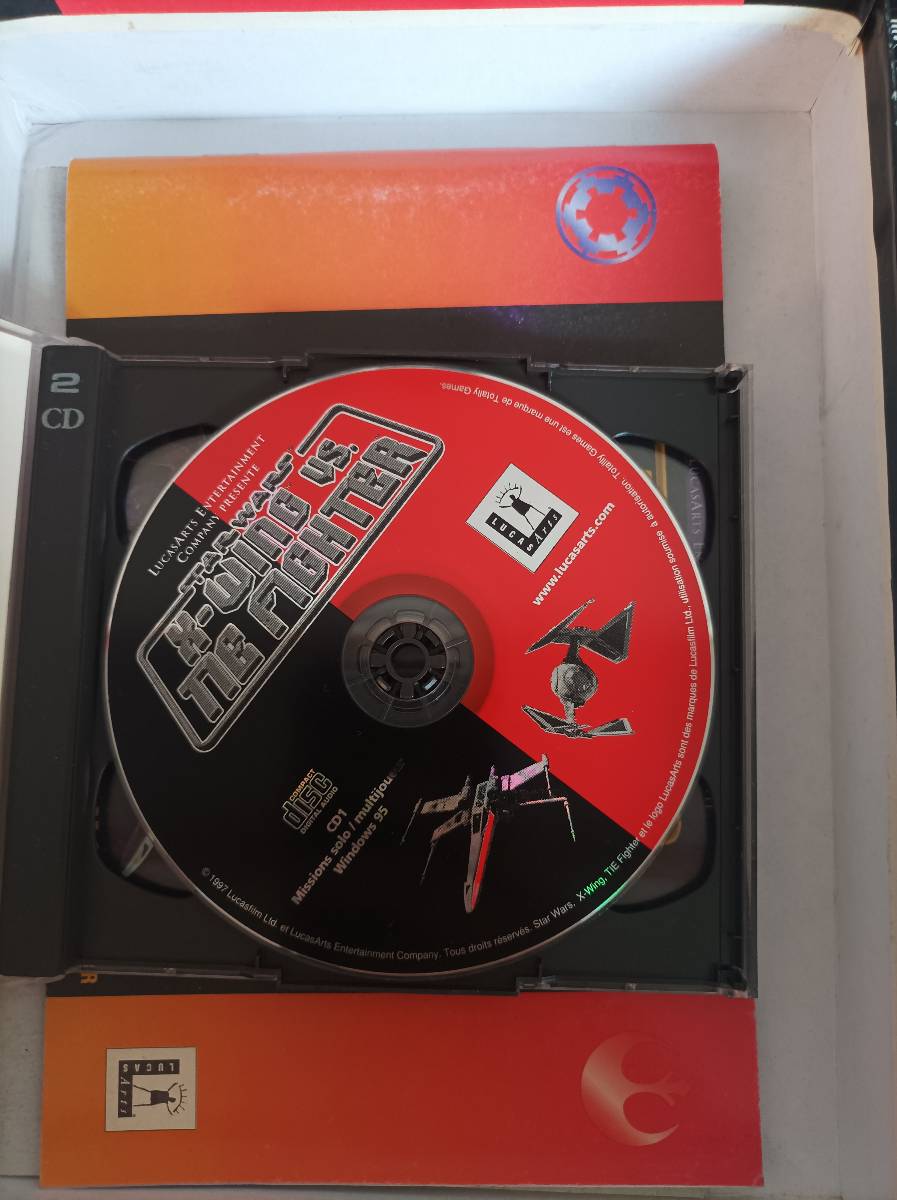 2
CD
LucasArts Entertainment
Company présente
STAR WARS
X-WING VS.
TIE FIGHTER
LUCAS
Arts
www.lucasarts.com
COMPACT
disc
DIGITAL AUDIO
CD1
Missions solo / multijoueur
Windows 95
© 1997 Lucasfilm Ltd. et LucasArts Entertainment Company. Tous droits réservés. Star Wars, X-Wing, TIE Fighter et le logo LucasArts sont des marques de Lucasfilm Ltd., utilisation soumise à autorisation. Totally Games est une marque de Totally Games.
LUCASARTS
R
LUCAS
Arts